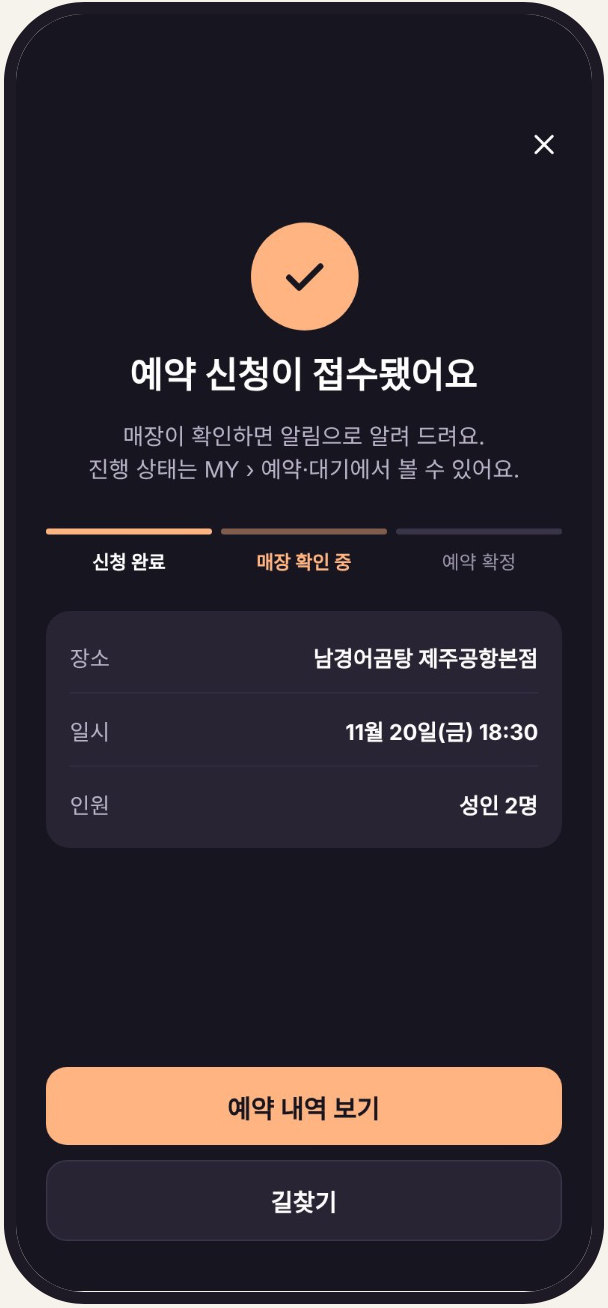 예약 신청이 접수됐어요
매장이 확인하면 알림으로 알려 드려요.
진행 상태는 MY › 예약·대기에서 볼 수 있어요.
신청 완료
매장 확인 중
예약 확정
장소
남경어곰탕 제주공항본점
일시
11월 20일(금) 18:30
인원
성인 2명
예약 내역 보기
길찾기